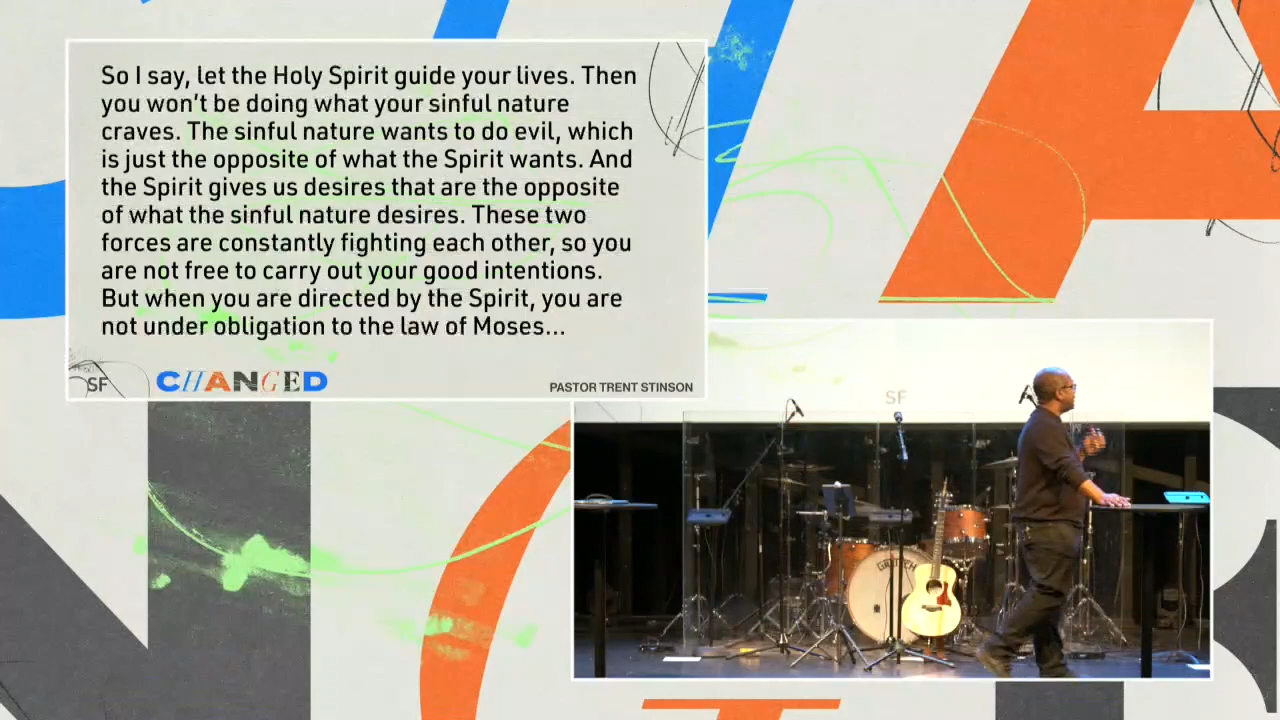 So I say, let the Holy Spirit guide your lives. Then
you won't be doing what your sinful nature
craves. The sinful nature wants to do evil, which
is just the opposite of what the Spirit wants. And
the Spirit gives us desires that are the opposite
of what the sinful nature desires. These two
forces are constantly fighting each other, so you
are not free to carry out your good intentions.
But when you are directed by the Spirit, you are
not under obligation to the law of Moses...
SF
CHANGED
PASTOR TRENT STINSON
SF
GRETSCH